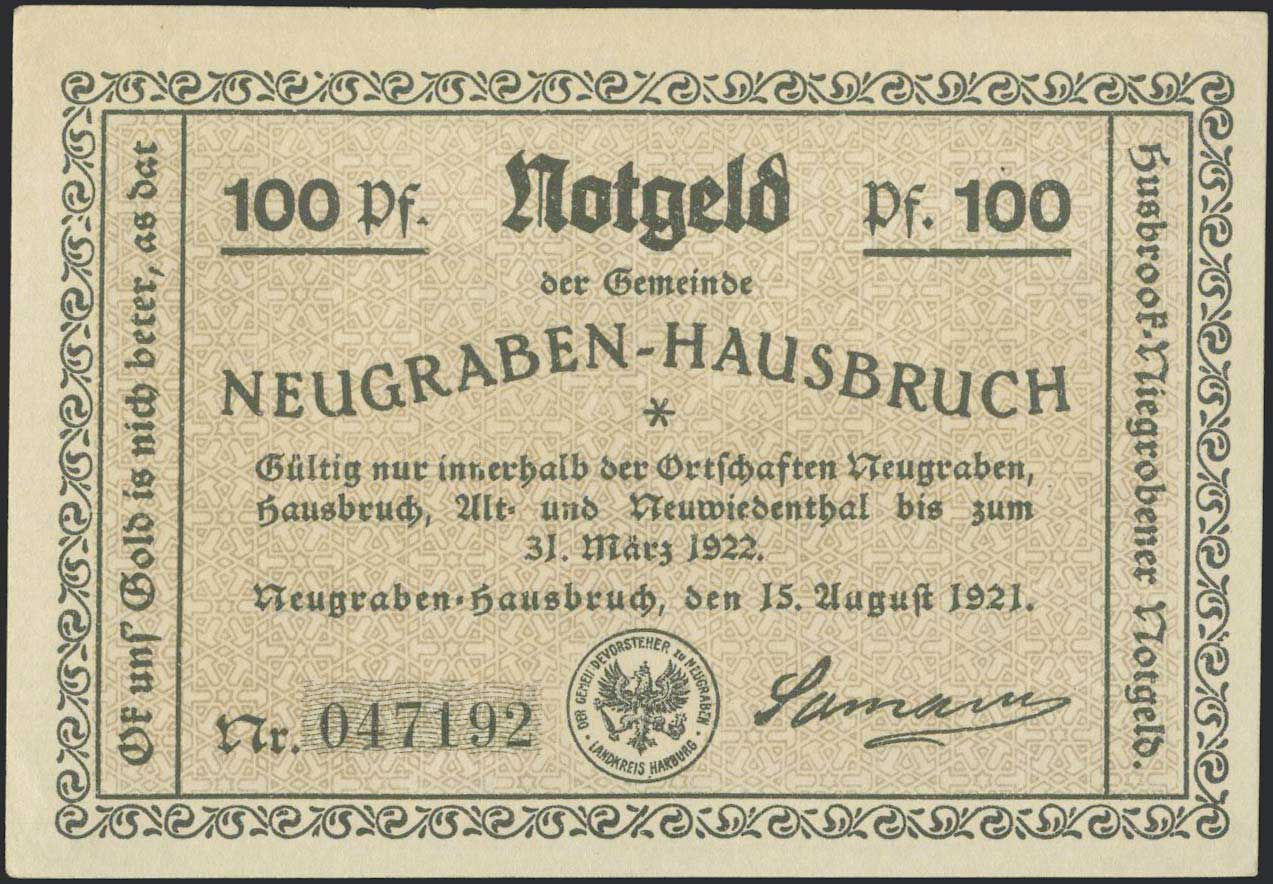 Ok uns Gold is nich beter, as dat
100 Pf. Notgeld Pf. 100
der Gemeinde
NEUGRABEN-HAUSBRUCH
*
Gültig nur innerhalb der Ortschaften Neugraben,
Hausbruch, Alt- und Neuwiedenthal bis zum
31. März 1922.
Neugraben-Hausbruch, den 15. August 1921.
Nr. 047192
DER GEMEINDEVORSTEHER zu NEUGRABEN
· LANDKREIS HARBURG ·
Husbrook-Niegrobener Notgeld.